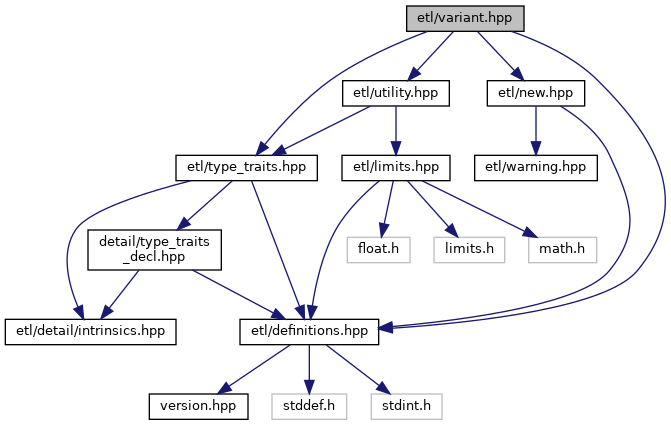 etl/variant.hpp
etl/utility.hpp
etl/new.hpp
etl/type_traits.hpp
etl/limits.hpp
etl/warning.hpp
detail/type_traits
_decl.hpp
float.h
limits.h
math.h
etl/detail/intrinsics.hpp
etl/definitions.hpp
version.hpp
stddef.h
stdint.h